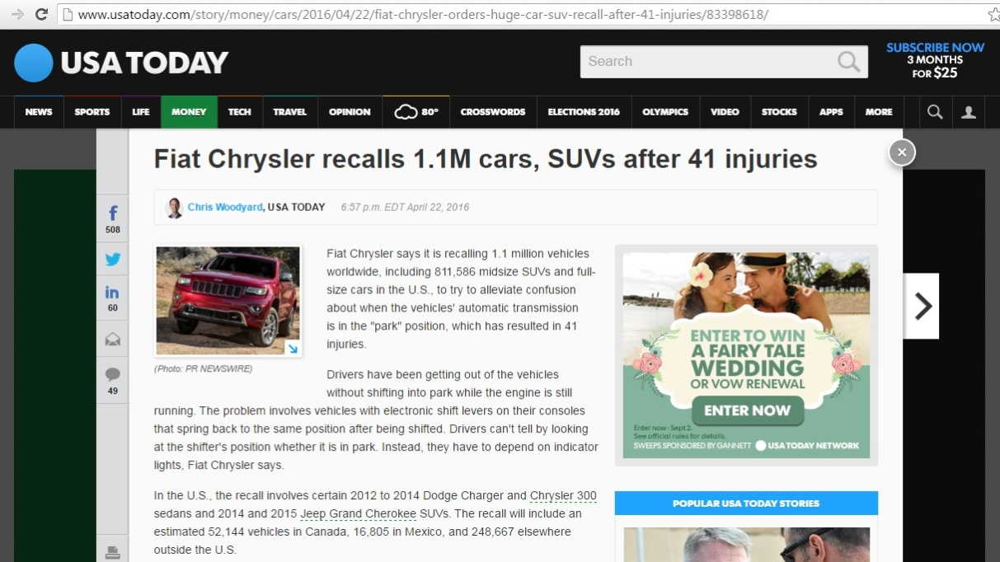 www.usatoday.com/story/money/cars/2016/04/22/fiat-chrysler-orders-huge-car-suv-recall-after-41-injuries/83398618/
USA TODAY
Search
SUBSCRIBE NOW
3 MONTHS
FOR $25
NEWS SPORTS LIFE MONEY TECH TRAVEL OPINION 80° CROSSWORDS ELECTIONS 2016 OLYMPICS VIDEO STOCKS APPS MORE
Fiat Chrysler recalls 1.1M cars, SUVs after 41 injuries
Chris Woodyard, USA TODAY 6:57 p.m. EDT April 22, 2016
f
508
in
60
49
(Photo: PR NEWSWIRE)
Fiat Chrysler says it is recalling 1.1 million vehicles
worldwide, including 811,586 midsize SUVs and full-
size cars in the U.S., to try to alleviate confusion
about when the vehicles' automatic transmission
is in the "park" position, which has resulted in 41
injuries.
Drivers have been getting out of the vehicles
without shifting into park while the engine is still
running. The problem involves vehicles with electronic shift levers on their consoles
that spring back to the same position after being shifted. Drivers can't tell by looking
at the shifter's position whether it is in park. Instead, they have to depend on indicator
lights, Fiat Chrysler says.
In the U.S., the recall involves certain 2012 to 2014 Dodge Charger and Chrysler 300
sedans and 2014 and 2015 Jeep Grand Cherokee SUVs. The recall will include an
estimated 52,144 vehicles in Canada, 16,805 in Mexico, and 248,667 elsewhere
outside the U.S.
ENTER TO WIN
A FAIRY TALE
WEDDING
OR VOW RENEWAL
ENTER NOW
Enter now - Sept 2.
See official rules for details.
SWEEPS SPONSORED BY GANNETT USA TODAY NETWORK
POPULAR USA TODAY STORIES